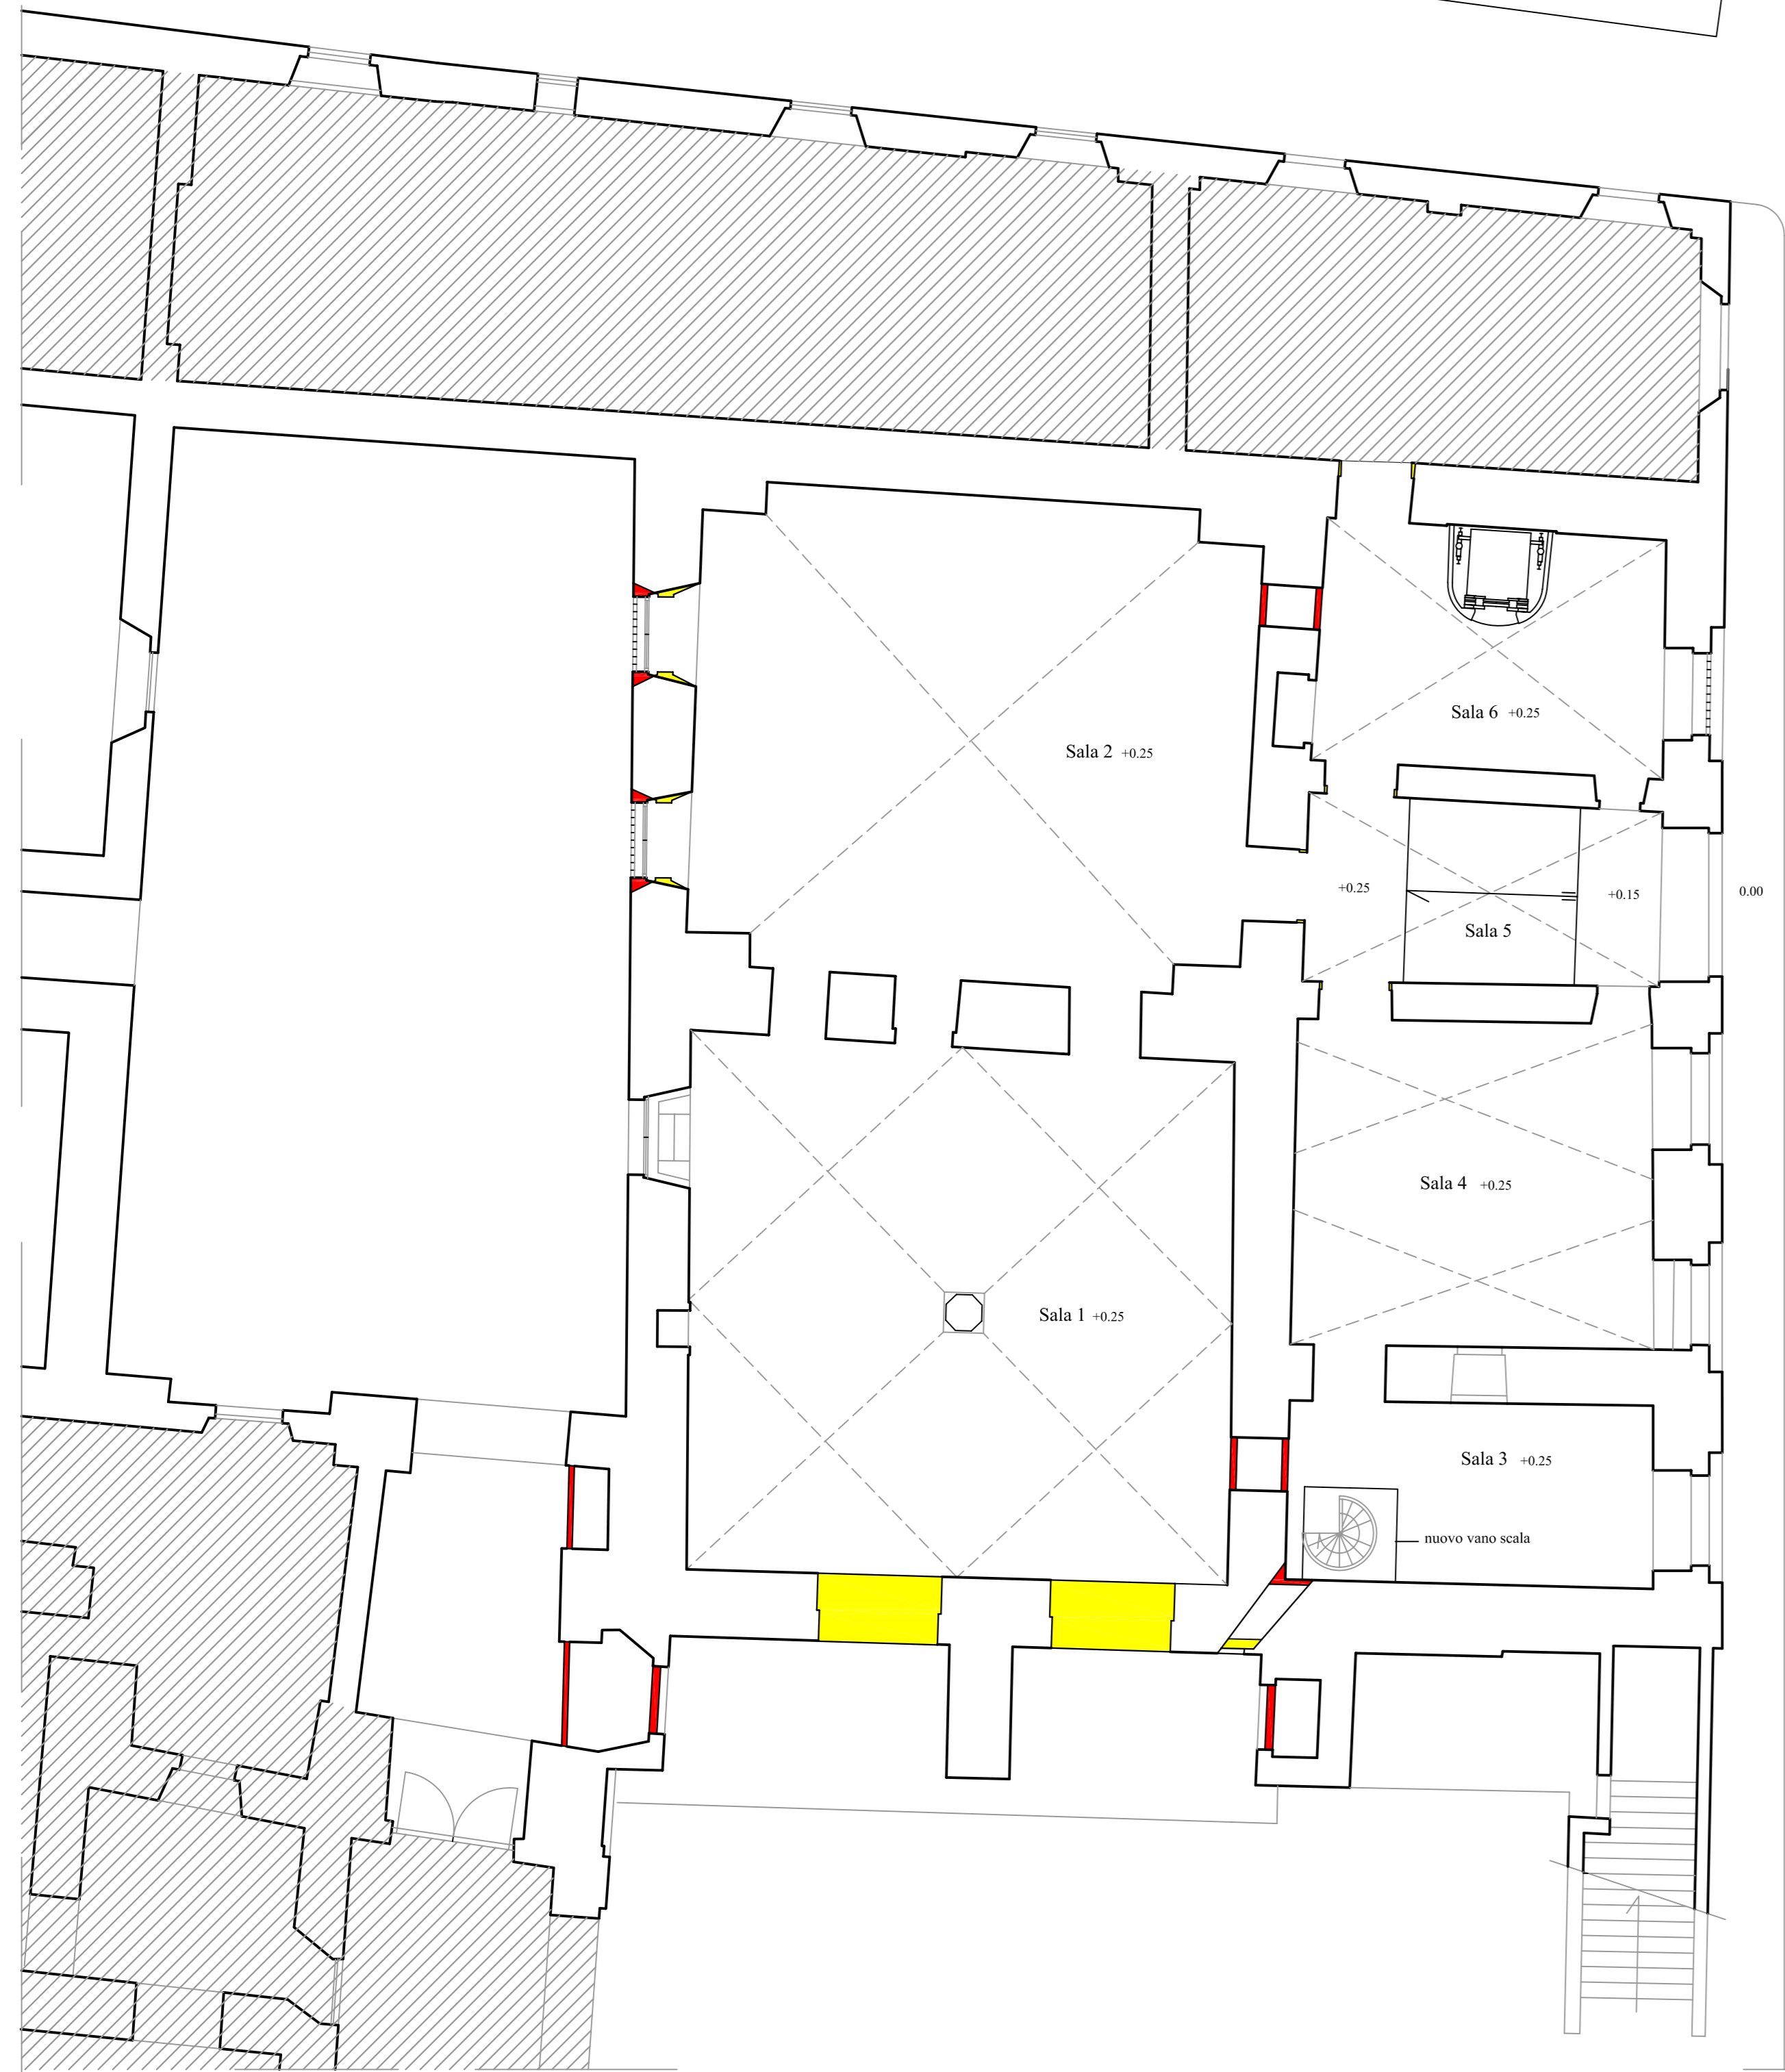 Sala 6 +0.25
Sala 2 +0.25
+0.25
+0.15
0.00
Sala 5
Sala 4 +0.25
Sala 1 +0.25
Sala 3 +0.25
nuovo vano scala